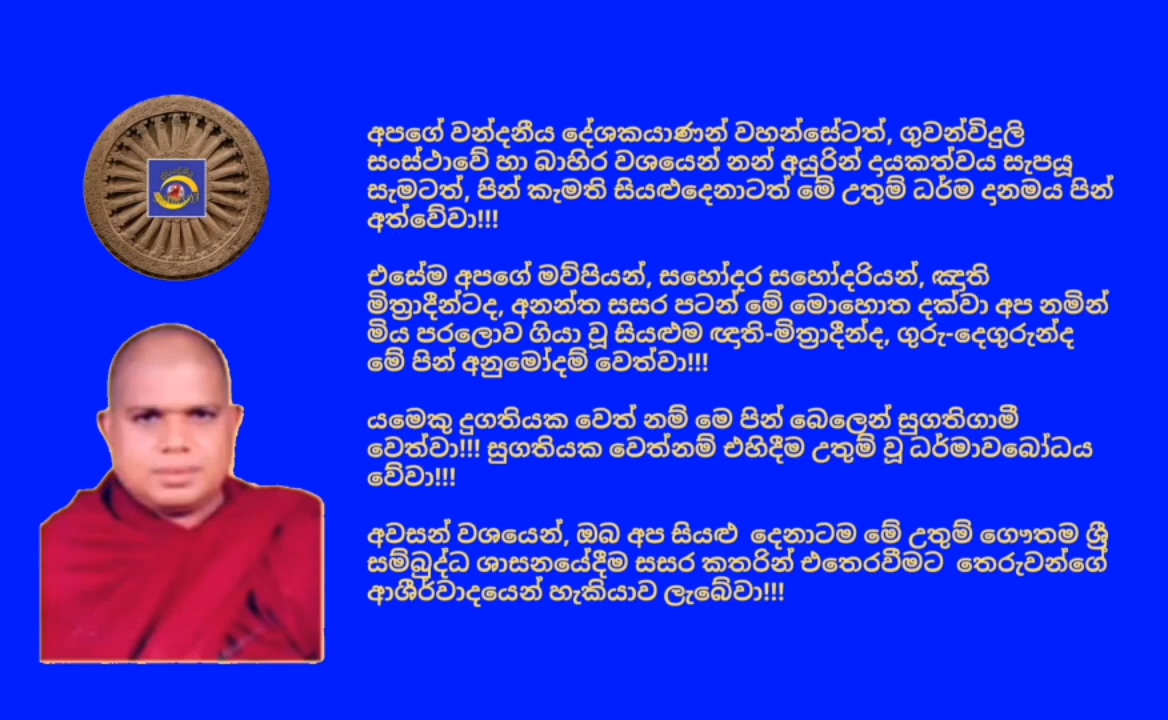 අපගේ වන්දනීය දේශකයාණන් වහන්සේටත්, ගුවන්විදුලි
සංස්ථාවේ හා බාහිර වශයෙන් නන් අයුරින් දායකත්වය සැපයූ
සැමටත්, පින් කැමති සියළුදෙනාටත් මේ උතුම් ධර්ම දානමය පින්
අත්වේවා!!!
එසේම අපගේ මව්පියන්, සහෝදර සහෝදරියන්, ඤාති
මිත්‍රාදීන්ටද, අනන්ත සසර පටන් මේ මොහොත දක්වා අප නමින්
මිය පරලොව ගියා වූ සියළුම ඥාති-මිත්‍රාදීන්ද, ගුරු-දෙගුරුන්ද
මේ පින් අනුමෝදම් වෙත්වා!!!
යමෙකු දුගතියක වෙත් නම් මෙ පින් බෙලෙන් සුගතිගාමී
වෙත්වා!!! සුගතියක වෙත්නම් එහිදීම උතුම් වූ ධර්මාවබෝධය
වේවා!!!
අවසන් වශයෙන්, ඔබ අප සියළු දෙනාටම මේ උතුම් ගෞතම ශ්‍රී
සම්බුද්ධ ශාසනයේදීම සසර කතරින් එතෙරවීමට තෙරුවන්ගේ
ආශීර්වාදයෙන් හැකියාව ලැබේවා!!!